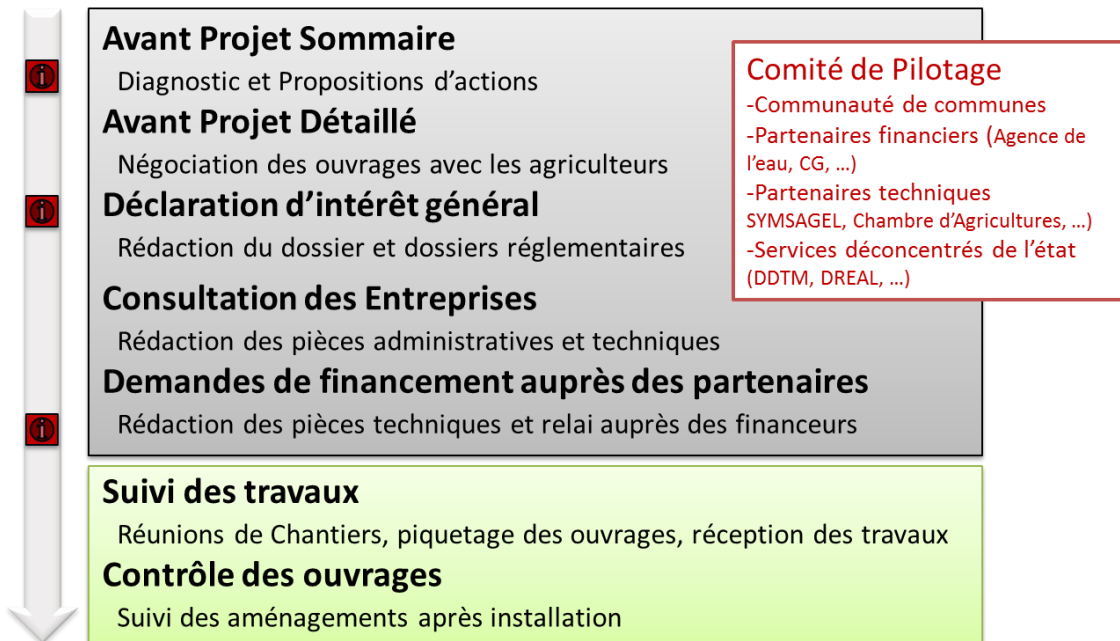 Avant Projet Sommaire
Diagnostic et Propositions d'actions
Avant Projet Détaillé
Négociation des ouvrages avec les agriculteurs
Déclaration d'intérêt général
Rédaction du dossier et dossiers réglementaires
Consultation des Entreprises
Rédaction des pièces administratives et techniques
Demandes de financement auprès des partenaires
Rédaction des pièces techniques et relai auprès des financeurs
Comité de Pilotage
-Communauté de communes
-Partenaires financiers (Agence de
l'eau, CG, ...)
-Partenaires techniques
SYMSAGEL, Chambre d'Agricultures, ...)
-Services déconcentrés de l'état
(DDTM, DREAL, ...)
Suivi des travaux
Réunions de Chantiers, piquetage des ouvrages, réception des travaux
Contrôle des ouvrages
Suivi des aménagements après installation